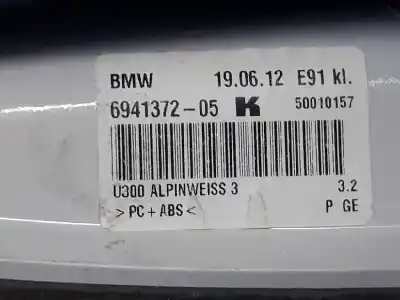 BMW 19.06.12 E91 kl.
6941372-05 K 50010157
U300 ALPINWEISS 3 3.2
>PC+ABS< P GE